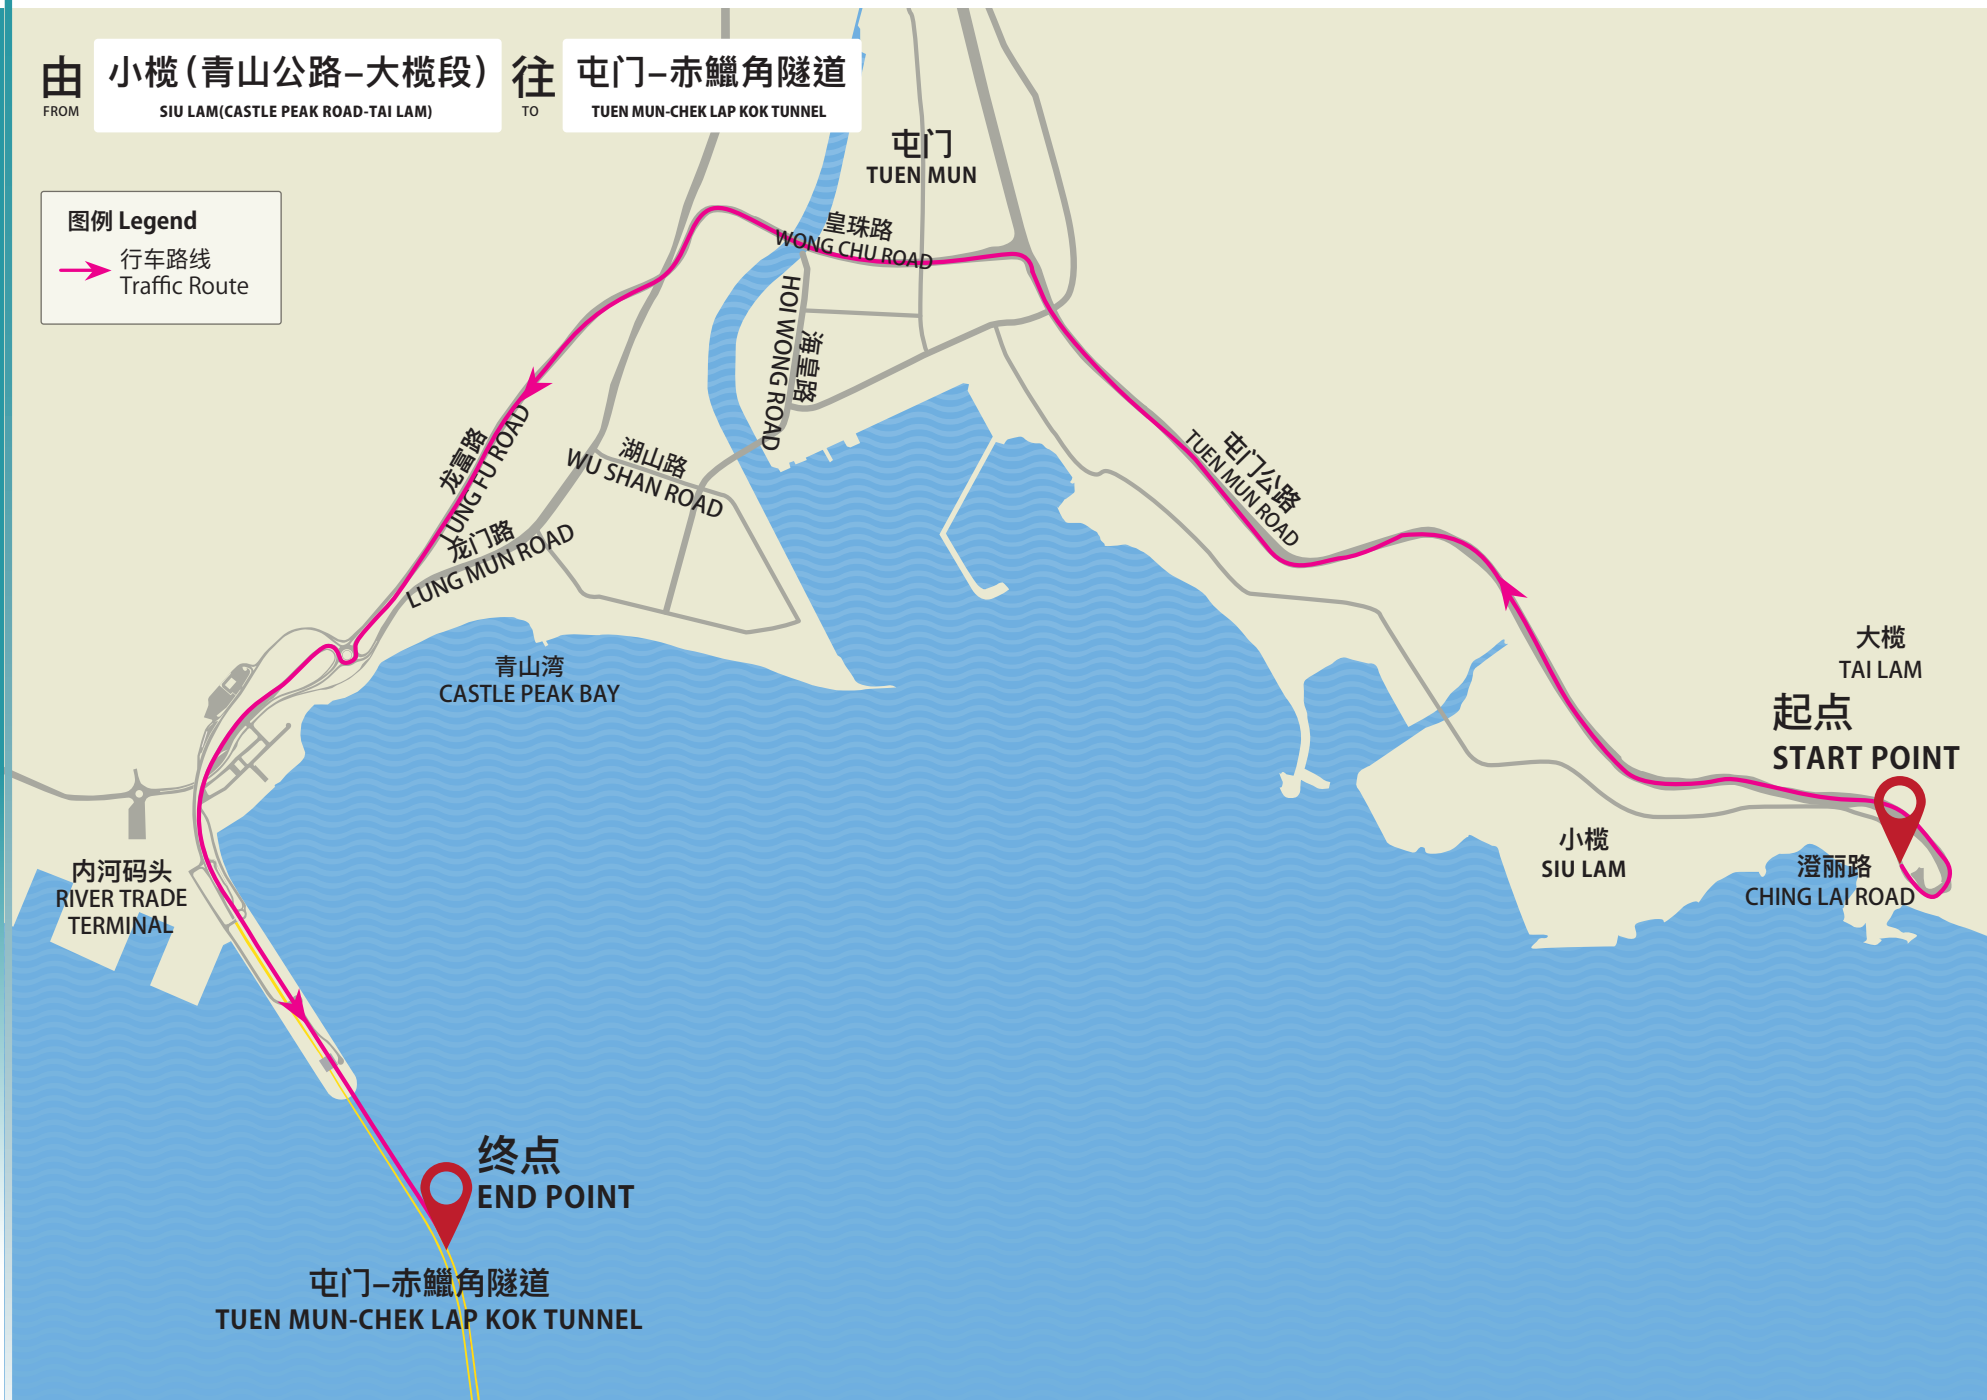 由 小榄(青山公路–大榄段) 往 屯门–赤鱲角隧道
FROM SIU LAM(CASTLE PEAK ROAD-TAI LAM) TO TUEN MUN-CHEK LAP KOK TUNNEL
图例 Legend
行车路线
Traffic Route
屯门
TUEN MUN
皇珠路
WONG CHU ROAD
HOI WONG ROAD
海皇路
龙富路
LUNG FU ROAD
湖山路
WU SHAN ROAD
龙门路
LUNG MUN ROAD
屯门公路
TUEN MUN ROAD
青山湾
CASTLE PEAK BAY
大榄
TAI LAM
起点
START POINT
小榄
SIU LAM
澄丽路
CHING LAI ROAD
内河码头
RIVER TRADE
TERMINAL
终点
END POINT
屯门–赤鱲角隧道
TUEN MUN-CHEK LAP KOK TUNNEL